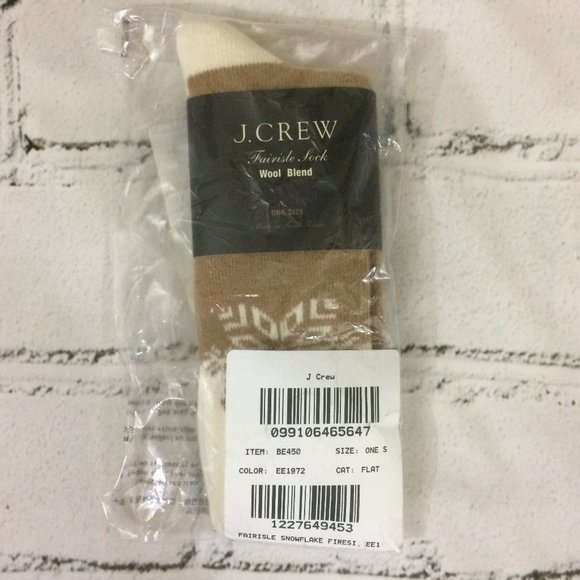 J.CREW
Fairisle Sock
Wool Blend
ONE SIZE
J Crew
099106465647
ITEM: BE450 SIZE: ONE S
COLOR: EE1972 CAT: FLAT
1227649453
FAIRISLE SNOWFLAKE FIRESI, EE1